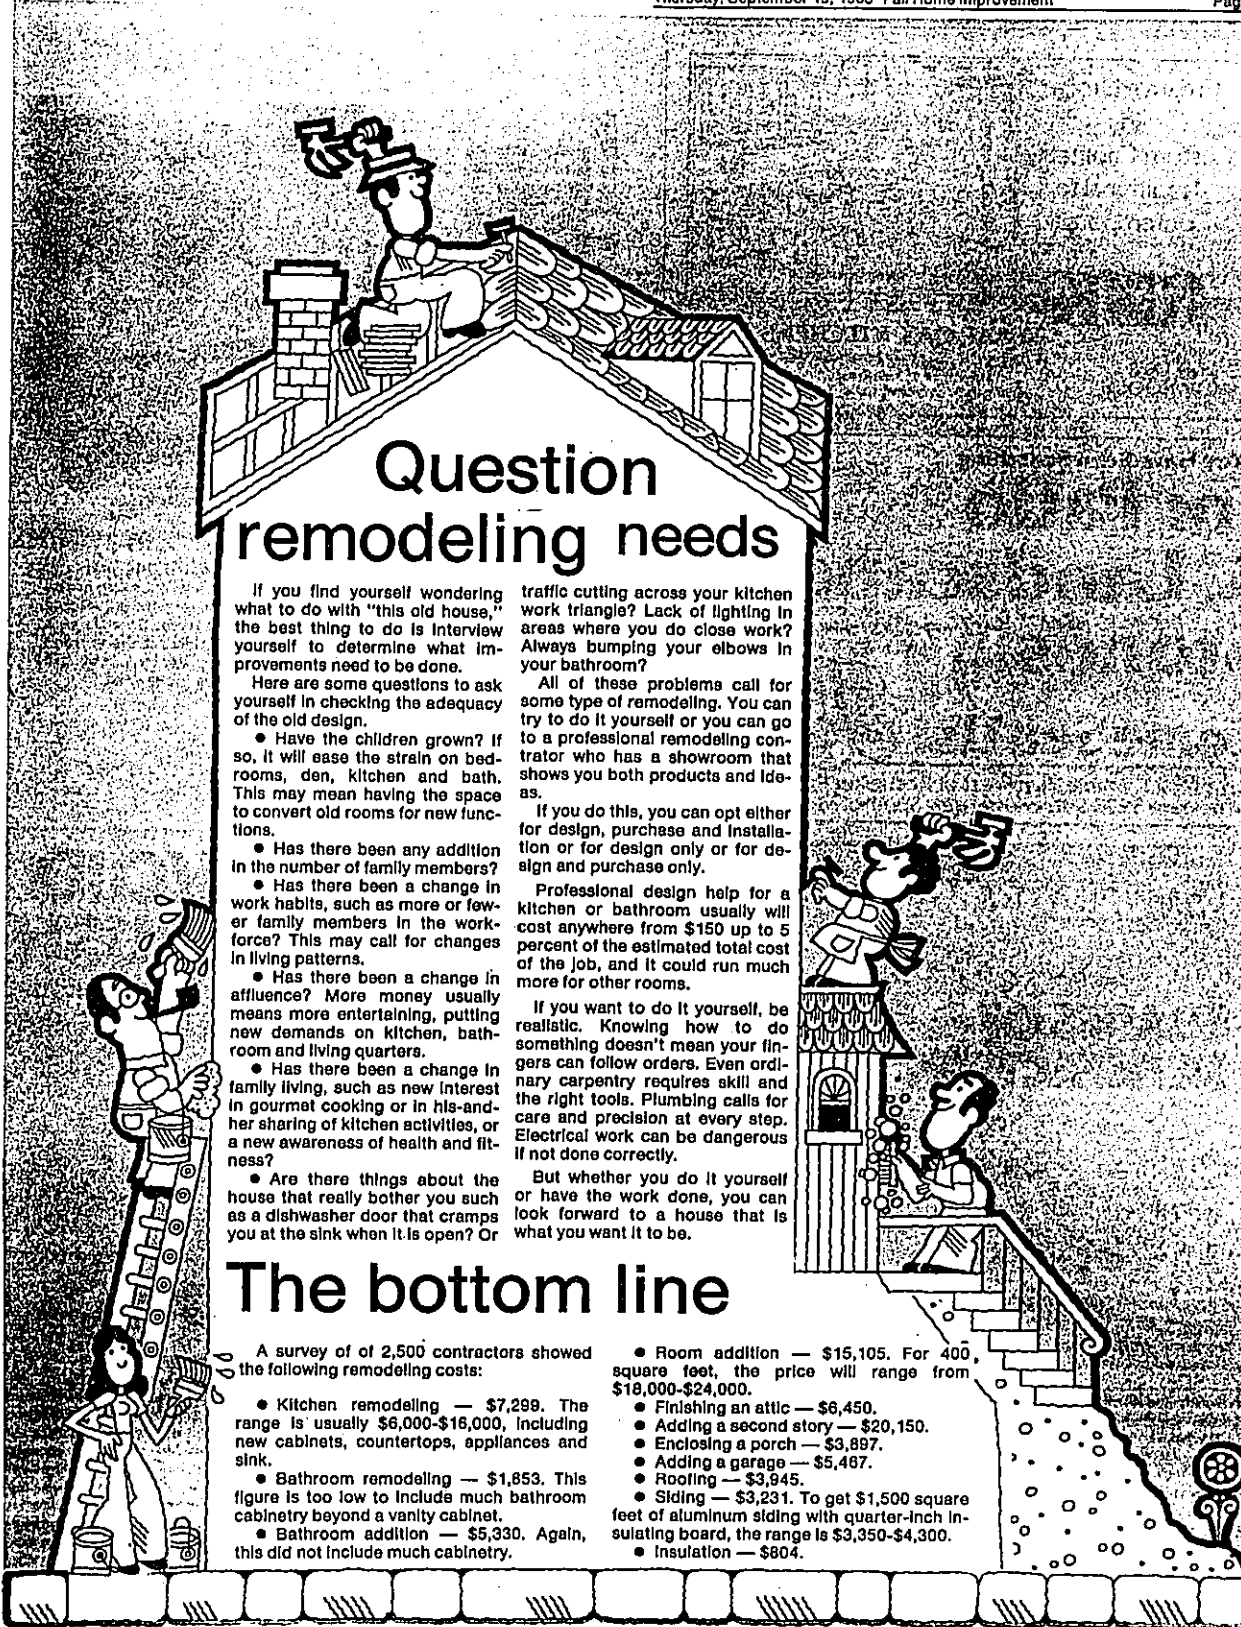 Thursday, September 19, 1985 Fall Home Improvement
Question
remodeling needs
If you find yourself wondering
what to do with "this old house,"
the best thing to do is interview
yourself to determine what im-
provements need to be done.
Here are some questions to ask
yourself in checking the adequacy
of the old design.
● Have the children grown? If
so, it will ease the strain on bed-
rooms, den, kitchen and bath.
This may mean having the space
to convert old rooms for new func-
tions.
● Has there been any addition
in the number of family members?
● Has there been a change in
work habits, such as more or few-
er family members in the work-
force? This may call for changes
in living patterns.
● Has there been a change in
affluence? More money usually
means more entertaining, putting
new demands on kitchen, bath-
room and living quarters.
● Has there been a change in
family living, such as new interest
in gourmet cooking or in his-and-
her sharing of kitchen activities, or
a new awareness of health and fit-
ness?
● Are there things about the
house that really bother you such
as a dishwasher door that cramps
you at the sink when it is open? Or
traffic cutting across your kitchen
work triangle? Lack of lighting in
areas where you do close work?
Always bumping your elbows in
your bathroom?
All of these problems call for
some type of remodeling. You can
try to do it yourself or you can go
to a professional remodeling con-
trator who has a showroom that
shows you both products and ide-
as.
If you do this, you can opt either
for design, purchase and installa-
tion or for design only or for de-
sign and purchase only.
Professional design help for a
kitchen or bathroom usually will
cost anywhere from $150 up to 5
percent of the estimated total cost
of the job, and it could run much
more for other rooms.
If you want to do it yourself, be
realistic. Knowing how to do
something doesn't mean your fin-
gers can follow orders. Even ordi-
nary carpentry requires skill and
the right tools. Plumbing calls for
care and precision at every step.
Electrical work can be dangerous
if not done correctly.
But whether you do it yourself
or have the work done, you can
look forward to a house that is
what you want it to be.
The bottom line
A survey of of 2,500 contractors showed
the following remodeling costs:
● Kitchen remodeling — $7,299. The
range is usually $6,000-$16,000, including
new cabinets, countertops, appliances and
sink.
● Bathroom remodeling — $1,853. This
figure is too low to include much bathroom
cabinetry beyond a vanity cabinet.
● Bathroom addition — $5,330. Again,
this did not include much cabinetry.
● Room addition — $15,105. For 400
square feet, the price will range from
$18,000-$24,000.
● Finishing an attic — $6,450.
● Adding a second story — $20,150.
● Enclosing a porch — $3,897.
● Adding a garage — $5,467.
● Roofing — $3,945.
● Siding — $3,231. To get $1,500 square
feet of aluminum siding with quarter-inch in-
sulating board, the range is $3,350-$4,300.
● Insulation — $804.